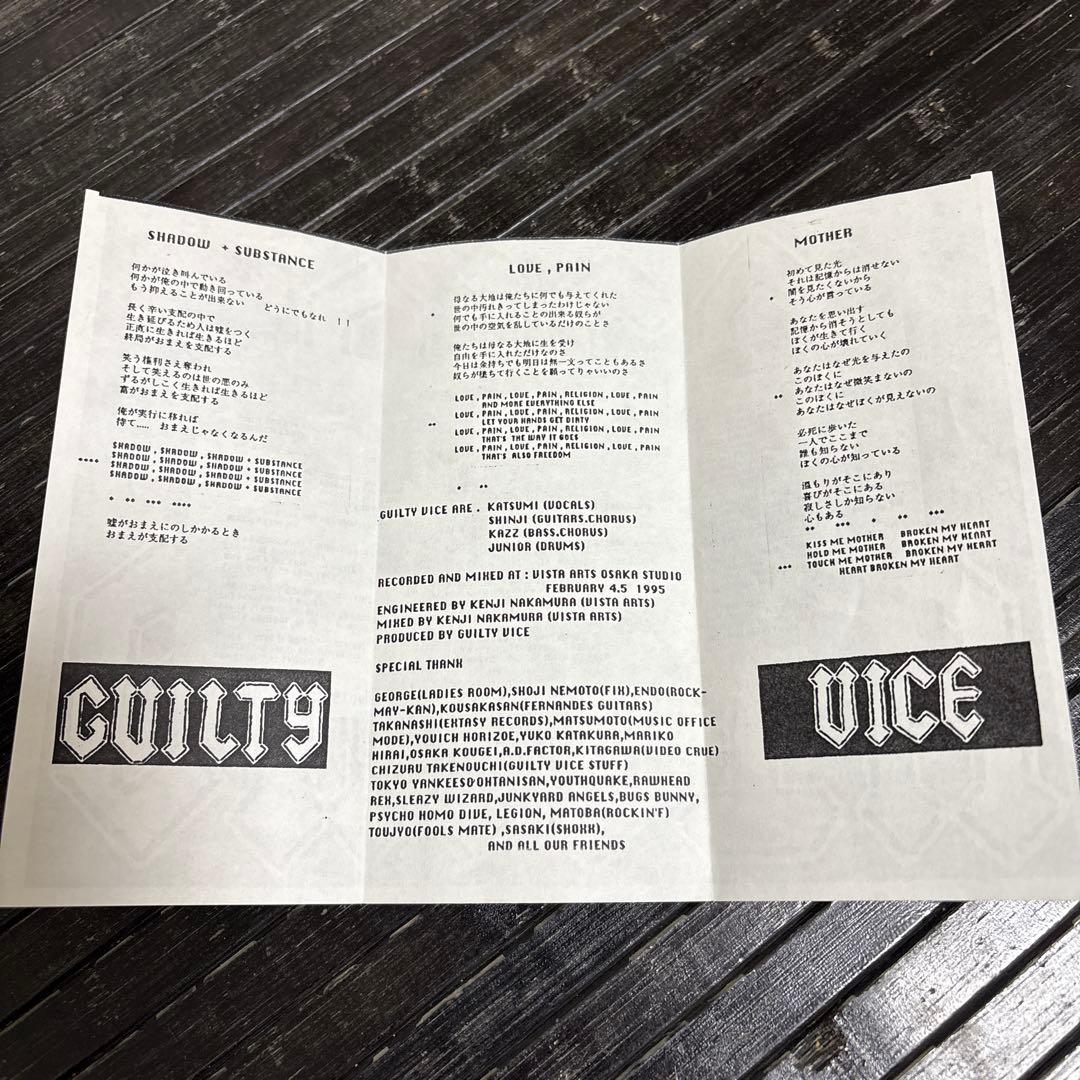 SHADOW + SUBSTANCE
何かが泣き叫んでいる
何かが俺の中で動き回っている
もう抑えることが出来ない どうにでもなれ !!
長く辛い支配の中で
生き延びるため人は嘘をつく
正直に生きれば生きるほど
終局がおまえを支配する
笑う権利さえ奪われ
そして笑えるのは世の悪のみ
ずるがしこく生きれば生きるほど
富がおまえを支配する
俺が実行に移れば
待て..... おまえじゃなくなるんだ
SHADOW , SHADOW , SHADOW + SUBSTANCE
•••• SHADOW , SHADOW , SHADOW + SUBSTANCE
SHADOW , SHADOW , SHADOW + SUBSTANCE
SHADOW , SHADOW , SHADOW + SUBSTANCE
• •• ••• ••••
嘘がおまえにのしかかるとき
おまえが支配する
GUILTY
LOVE , PAIN
母なる大地は俺たちに何でも与えてくれた
• 世の中汚れきってしまったわけじゃない
何でも手に入れることの出来る奴らが
世の中の空気を乱しているだけのことさ
俺たちは母なる大地に生を受け
自由を手に入れただけなのさ
今日は金持ちでも明日は無一文ってこともあるさ
奴らが堕ちて行くことを願ってりゃいいのさ
LOVE , PAIN , LOVE , PAIN , RELIGION , LOVE , PAIN
AND MORE EVERYTHING ELSE
LOVE , PAIN , LOVE , PAIN , RELIGION , LOVE , PAIN
•• LET YOUR HANDS GET DIRTY
LOVE , PAIN , LOVE , PAIN , RELIGION , LOVE , PAIN
THAT'S THE WAY IT GOES
LOVE , PAIN , LOVE , PAIN , RELIGION , LOVE , PAIN
THAT'S ALSO FREEDOM
• ••
GUILTY VICE ARE . KATSUMI (VOCALS)
SHINJI (GUITARS.CHORUS)
KAZZ (BASS.CHORUS)
JUNIOR (DRUMS)
RECORDED AND MIXED AT : VISTA ARTS OSAKA STUDIO
FEBRUARY 4.5 1995
ENGINEERED BY KENJI NAKAMURA (VISTA ARTS)
MIXED BY KENJI NAKAMURA (VISTA ARTS)
PRODUCED BY GUILTY VICE
SPECIAL THANX
GEORGE(LADIES ROOM),SHOJI NEMOTO(FIX),ENDO(ROCK-
MAY-KAN),KOUSAKASAN(FERNANDES GUITARS)
TAKANASHI(EXTASY RECORDS),MATSUMOTO(MUSIC OFFICE
MODE),YOUICH HORIZOE,YUKO KATAKURA,MARIKO
HIRAI,OSAKA KOUGEI,A.D.FACTOR,KITAGAWA(VIDEO CRUE)
CHIZURU TAKENOUCHI(GUILTY VICE STUFF)
TOKYO YANKEES&OHTANISAN,YOUTHQUAKE,RAWHEAD
REX,SLEAZY WIZARD,JUNKYARD ANGELS,BUGS BUNNY,
PSYCHO HOMO DIVE, LEGION, MATOBA(ROCKIN'F)
TOUJYO(FOOLS MATE) ,SASAKI(SHOXX),
AND ALL OUR FRIENDS
MOTHER
初めて見た光
それは記憶からは消せない
闇を見たくないから
• そう心が言っている
あなたを思い出す
記憶から消そうとしても
ぼくが生きて行く
ぼくの心が壊れていく
あなたはなぜ光を与えたの
このぼくに
あなたはなぜ微笑まないの
•• このぼくに
あなたはなぜぼくが見えないの
必死に歩いた
一人でここまで
誰も知らない
ぼくの心が知っている
温もりがそこにあり
喜びがそこにある
寂しさしか知らない
心もある
•• ••• • •• •••
KISS ME MOTHER BROKEN MY HEART
HOLD ME MOTHER BROKEN MY HEART
••• TOUCH ME MOTHER BROKEN MY HEART
HEART BROKEN MY HEART
VICE